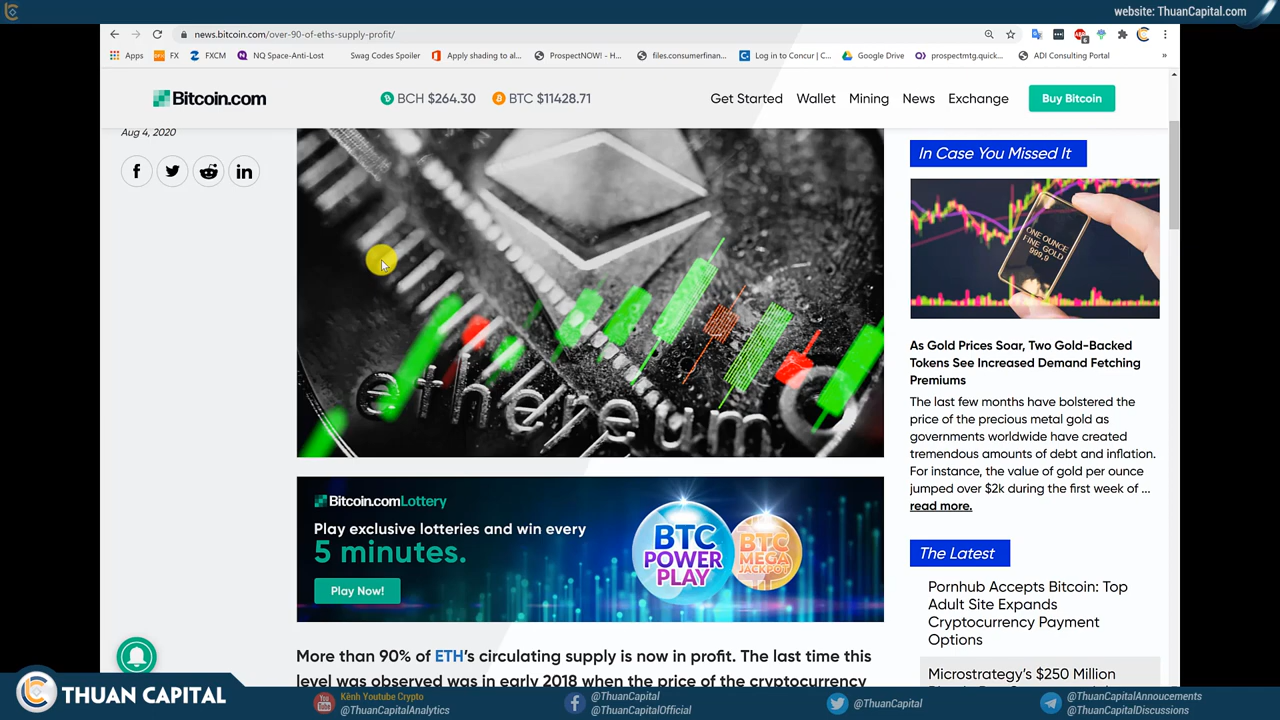 website: ThuanCapital.com
news.bitcoin.com/over-90-of-eths-supply-profit/
Apps
FX
FXCM
NQ Space-Anti-Lost
Swag Codes Spoiler
Apply shading to al...
ProspectNOW! - H...
files.consumerfinan...
Log in to Concur | C...
Google Drive
prospectmtg.quick...
ADI Consulting Portal
»
Bitcoin.com
BCH $264.30
BTC $11428.71
Get Started
Wallet
Mining
News
Exchange
Buy Bitcoin
Aug 4, 2020
ethereum
Bitcoin.com Lottery
Play exclusive lotteries and win every
5 minutes.
Play Now!
BTC
POWER
PLAY
BTC
MEGA
JACKPOT
More than 90% of ETH's circulating supply is now in profit. The last time this
level was observed was in early 2018 when the price of the cryptocurrency
In Case You Missed It
ONE OUNCE
FINE GOLD
999,9
As Gold Prices Soar, Two Gold-Backed
Tokens See Increased Demand Fetching
Premiums
The last few months have bolstered the
price of the precious metal gold as
governments worldwide have created
tremendous amounts of debt and inflation.
For instance, the value of gold per ounce
jumped over $2k during the first week of ...
read more.
The Latest
Pornhub Accepts Bitcoin: Top
Adult Site Expands
Cryptocurrency Payment
Options
Microstrategy's $250 Million
THUAN CAPITAL
Kênh Youtube Crypto
@ThuanCapitalAnalytics
@ThuanCapital
@ThuanCapitalOfficial
@ThuanCapital
@ThuanCapitalAnnoucements
@ThuanCapitalDiscussions